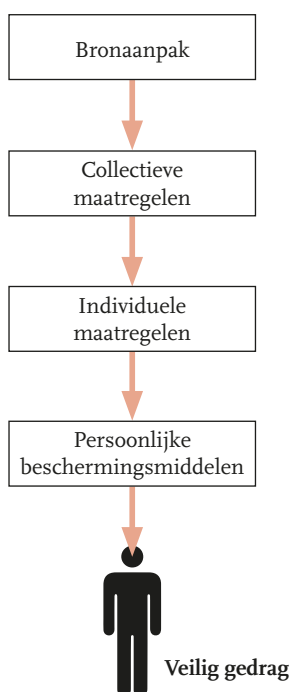 Bronaanpak
Collectieve
maatregelen
Individuele
maatregelen
Persoonlijke
beschermingsmiddelen
Veilig gedrag